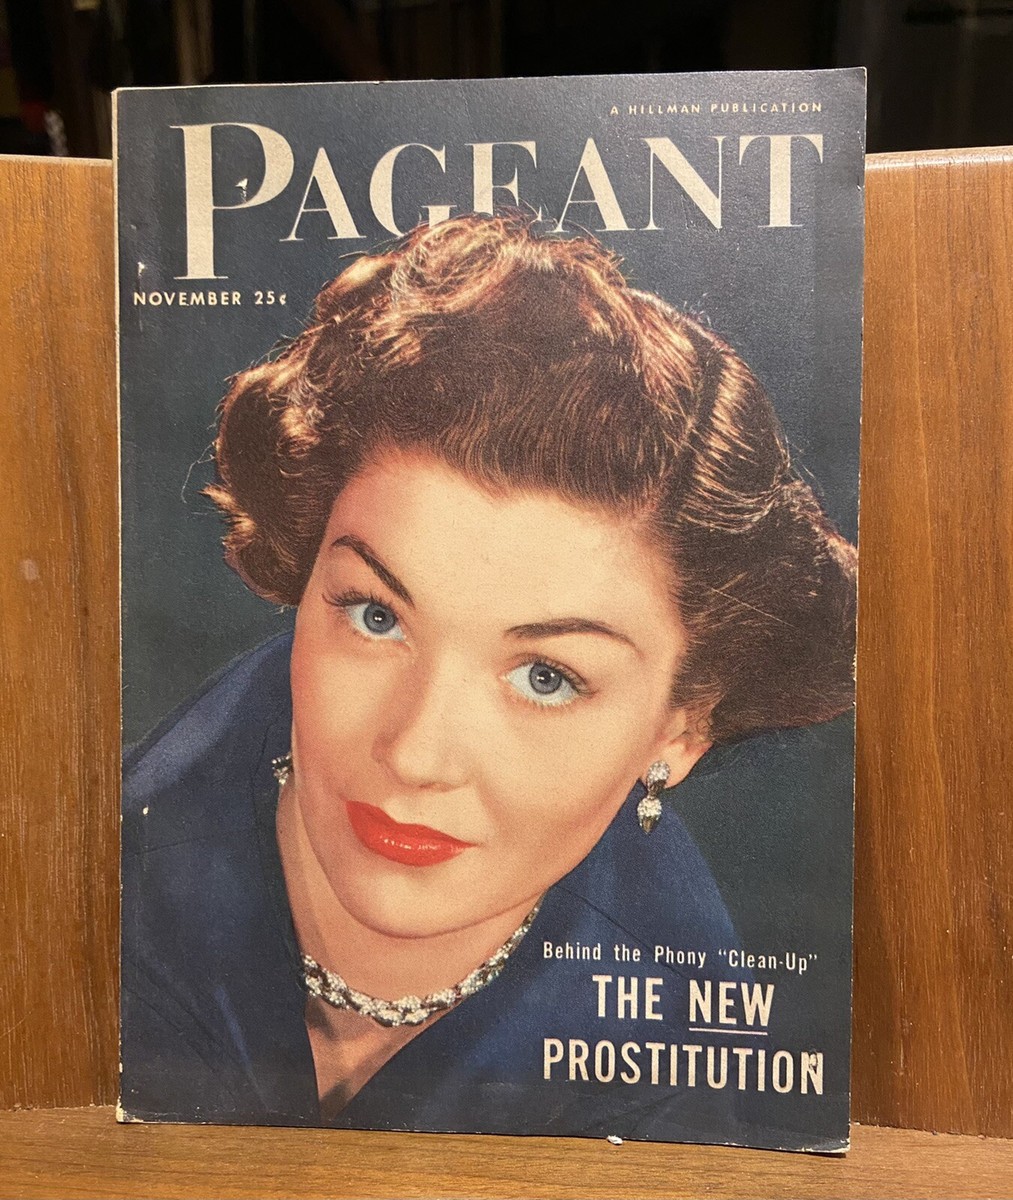 A HILLMAN PUBLICATION
PAGEANT
NOVEMBER 25¢
Behind the Phony “Clean-Up”
THE NEW
PROSTITUTION